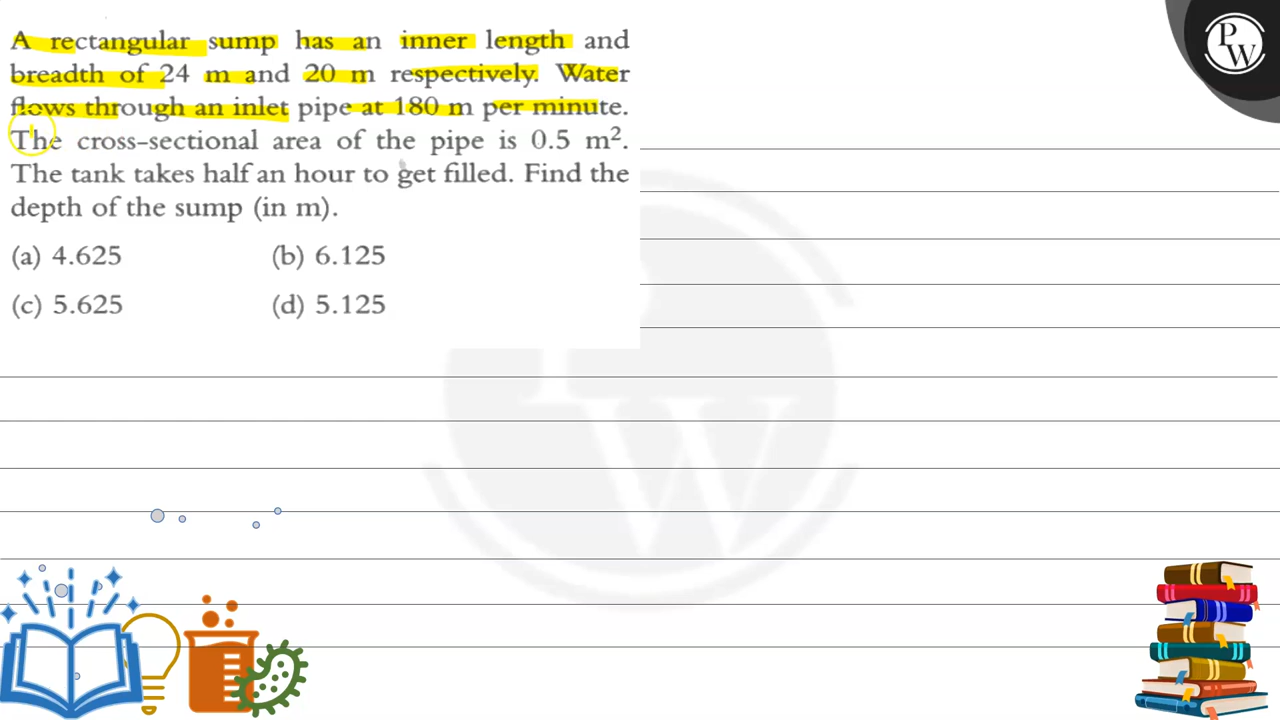 A rectangular sump has an inner length and
breadth of 24 m and 20 m respectively. Water
flows through an inlet pipe at 180 m per minute.
The cross-sectional area of the pipe is 0.5 m².
The tank takes half an hour to get filled. Find the
depth of the sump (in m).
(a) 4.625 (b) 6.125
(c) 5.625 (d) 5.125
PW
PW